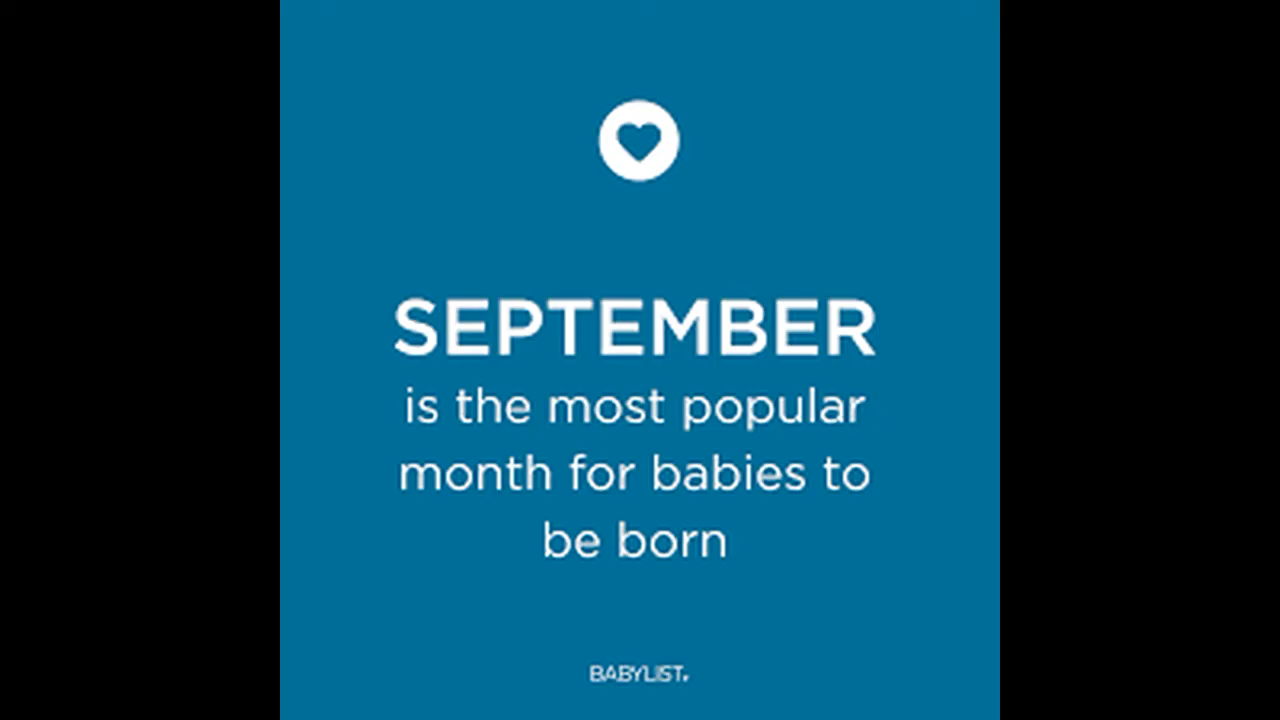 SEPTEMBER
is the most popular
month for babies to
be born
BABYLIST